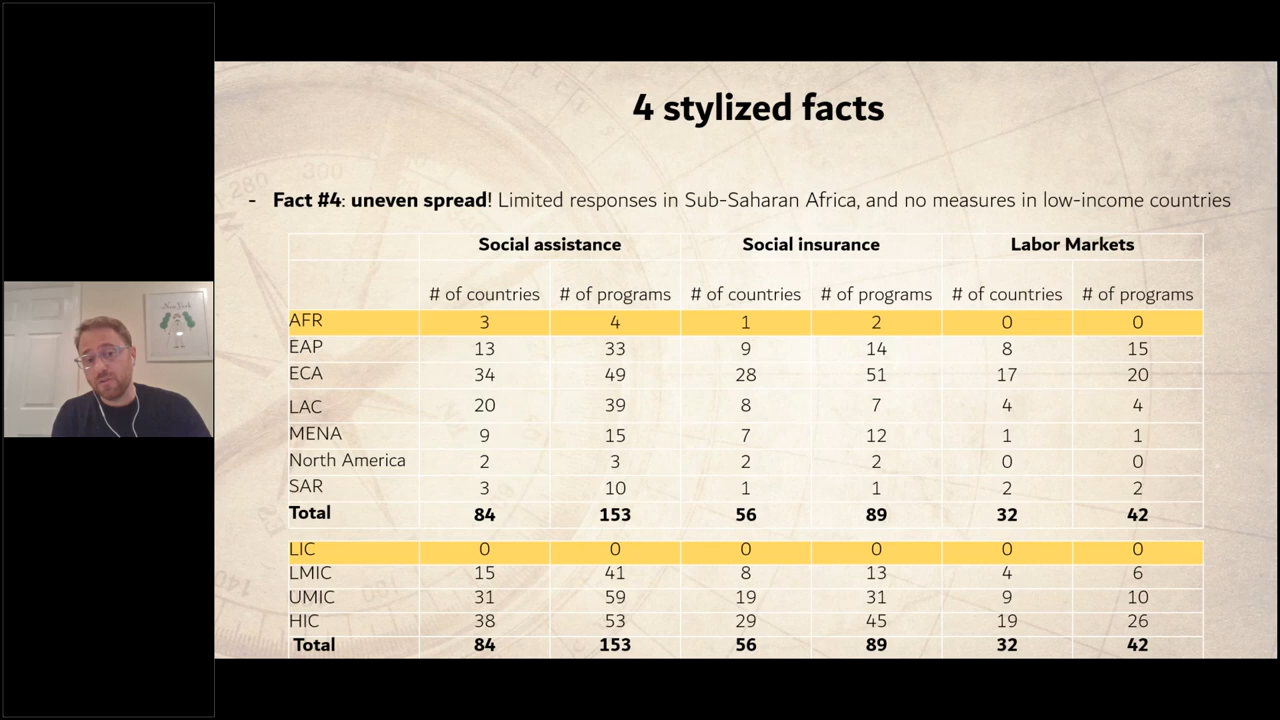 4 stylized facts
- Fact #4: uneven spread! Limited responses in Sub-Saharan Africa, and no measures in low-income countries
Social assistance Social insurance Labor Markets
# of countries # of programs # of countries # of programs # of countries # of programs
AFR 3 4 1 2 0 0
EAP 13 33 9 14 8 15
ECA 34 49 28 51 17 20
LAC 20 39 8 7 4 4
MENA 9 15 7 12 1 1
North America 2 3 2 2 0 0
SAR 3 10 1 1 2 2
Total 84 153 56 89 32 42
LIC 0 0 0 0 0 0
LMIC 15 41 8 13 4 6
UMIC 31 59 19 31 9 10
HIC 38 53 29 45 19 26
Total 84 153 56 89 32 42
280
300
140